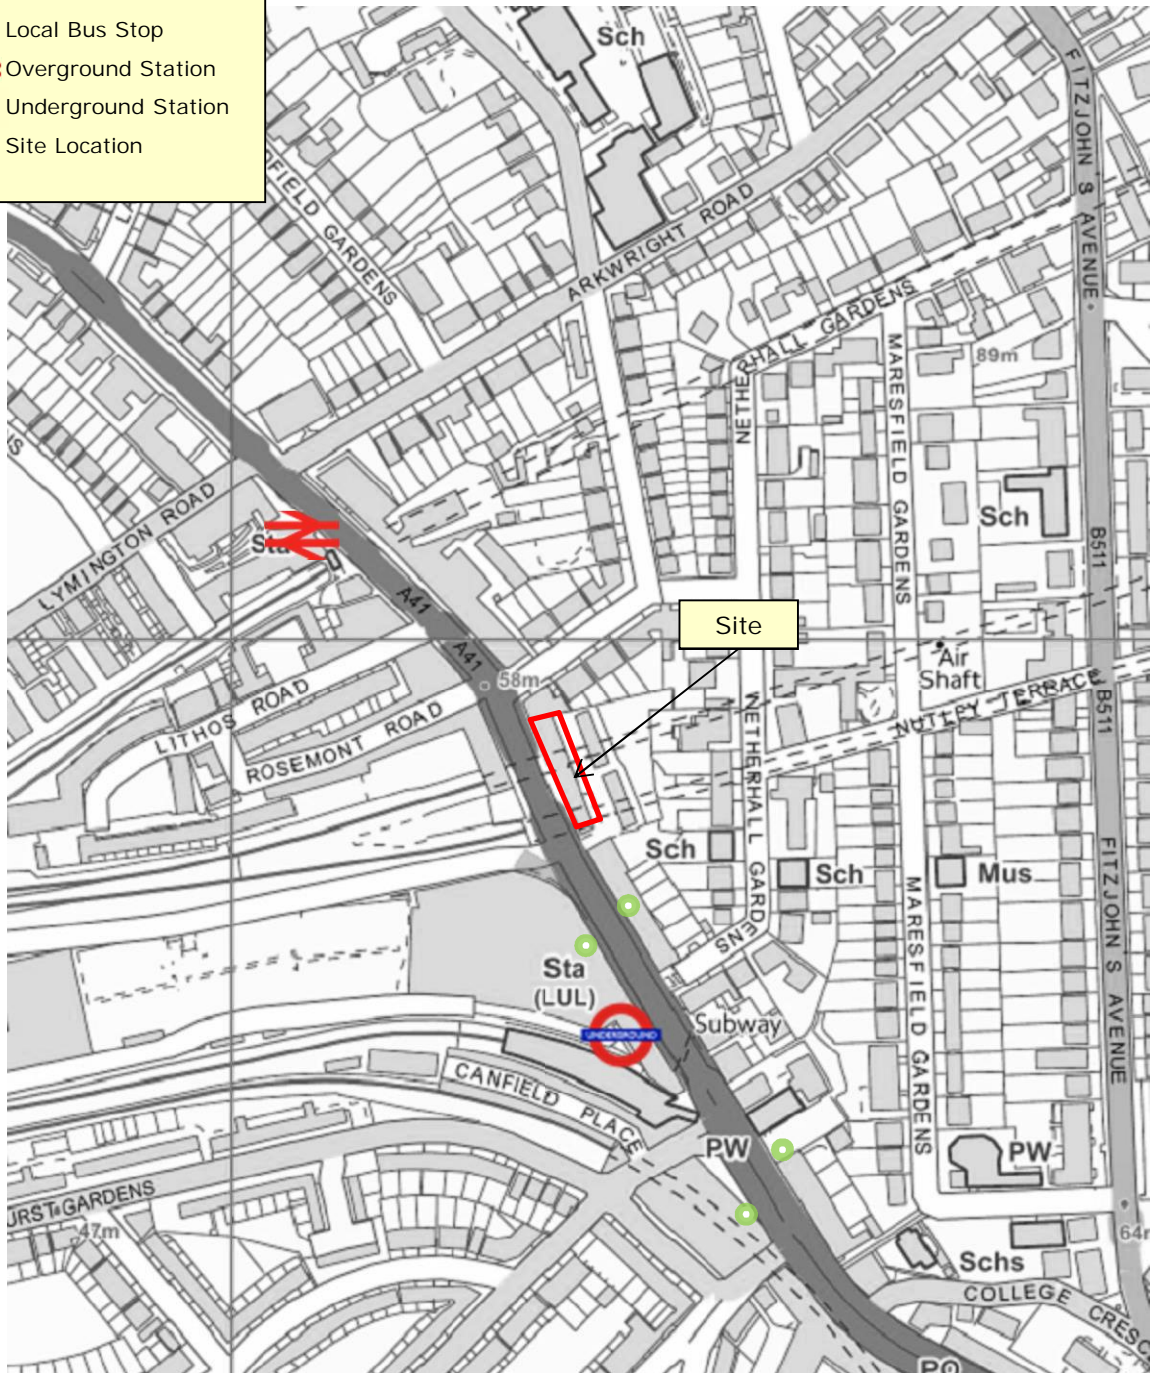 Local Bus Stop
Overground Station
Underground Station
Site Location
Sch
FITZJOHN'S AVENUE
FIELD GARDENS
ARKWRIGHT ROAD
NETHERHALL GARDENS
MARESFIELD GARDENS
89m
LYMINGTON ROAD
Sta
Sch
B511
A41
A41
Site
Air
Shaft
58m
LITHOS ROAD
ROSEMONT ROAD
NUTLEY TERRACE
B511
NETHERHALL GARDENS
Sch
Sch
Mus
FITZJOHN'S AVENUE
MARESFIELD GARDENS
Sta
(LUL)
UNDERGROUND
Subway
CANFIELD PLACE
PW
PW
URST GARDENS
47m
64m
Schs
COLLEGE CRESC
PO